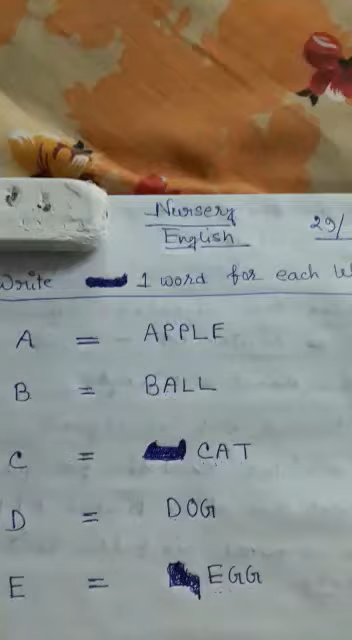 Nursery
English
29/
Write 1 word for each
A = APPLE
B = BALL
C = CAT
D = DOG
E = EGG